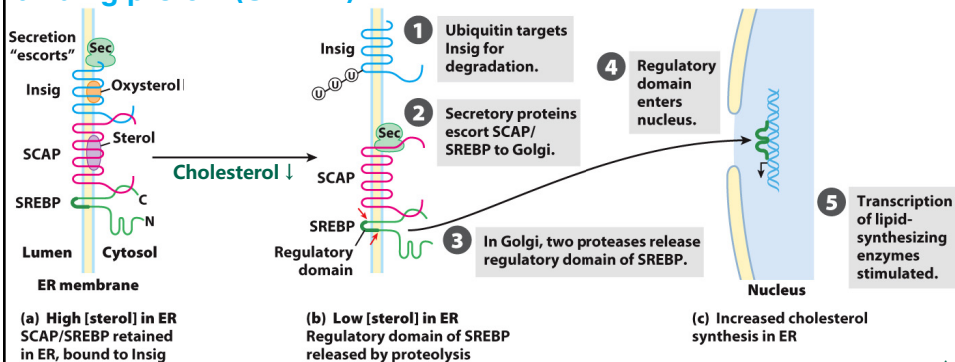 Secretion
"escorts"
Sec
Insig
Oxysterol
SCAP
Sterol
SREBP
C
N
Lumen Cytosol
ER membrane
Cholesterol ↓
Insig
U U U
1 Ubiquitin targets
Insig for
degradation.
2 Secretory proteins
escort SCAP/
SREBP to Golgi.
Sec
SCAP
SREBP
Regulatory
domain
3 In Golgi, two proteases release
regulatory domain of SREBP.
4 Regulatory
domain
enters
nucleus.
5 Transcription
of lipid-
synthesizing
enzymes
stimulated.
Nucleus
(a) High [sterol] in ER
SCAP/SREBP retained
in ER, bound to Insig
(b) Low [sterol] in ER
Regulatory domain of SREBP
released by proteolysis
(c) Increased cholesterol
synthesis in ER